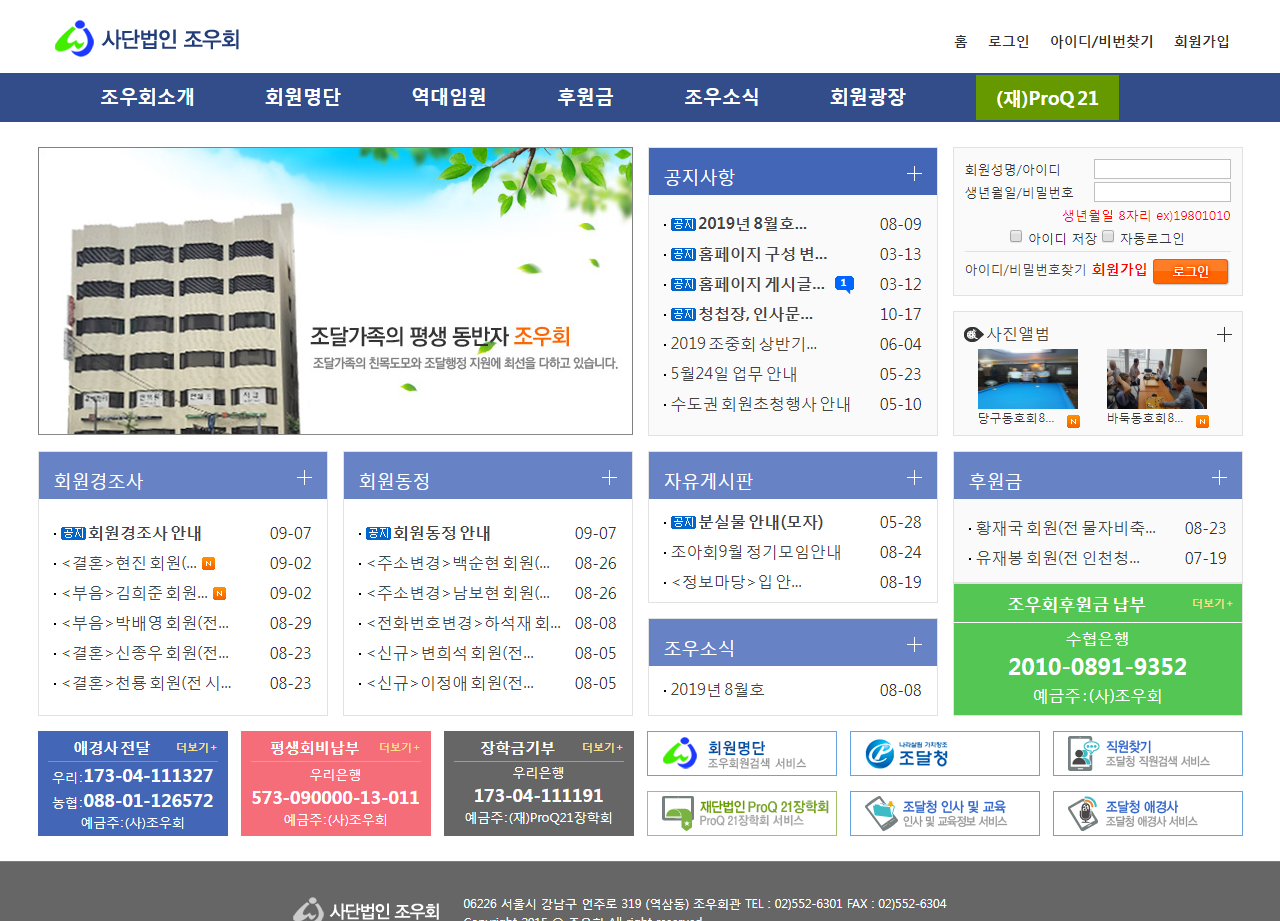 사단법인 조우회
홈 로그인 아이디/비번찾기 회원가입
조우회소개 회원명단 역대임원 후원금 조우소식 회원광장 (재)ProQ 21
조달가족의 평생 동반자 조우회
조달가족의 친목도모와 조달행정 지원에 최선을 다하고 있습니다.
공지사항
공지 2019년 8월호... 08-09
공지 홈페이지 구성 변... 03-13
공지 홈페이지 게시글... 1 03-12
공지 청첩장, 인사문... 10-17
2019 조중회 상반기... 06-04
5월24일 업무 안내 05-23
수도권 회원초청행사 안내 05-10
회원성명/아이디
생년월일/비밀번호
생년월일 8자리 ex)19801010
아이디 저장 자동로그인
아이디/비밀번호찾기 회원가입 로그인
사진앨범
당구동호회8... N 바둑동호회8... N
회원경조사
공지 회원경조사 안내 09-07
<결혼>현진 회원(... N 09-02
<부음>김희준 회원... N 09-02
<부음>박배영 회원(전... 08-29
<결혼>신종우 회원(전... 08-23
<결혼>천룡 회원(전 시... 08-23
회원동정
공지 회원동정 안내 09-07
<주소변경>백순현 회원(... 08-26
<주소변경>남보현 회원(... 08-26
<전화번호변경>하석재 회... 08-08
<신규>변희석 회원(전... 08-05
<신규>이정애 회원(전... 08-05
자유게시판
공지 분실물 안내(모자) 05-28
조아회9월 정기모임안내 08-24
<정보마당>입 안... 08-19
조우소식
2019년 8월호 08-08
후원금
황재국 회원(전 물자비축... 08-23
유재봉 회원(전 인천청... 07-19
조우회후원금 납부 더보기+
수협은행
2010-0891-9352
예금주:(사)조우회
애경사 전달 더보기+
우리:173-04-111327
농협:088-01-126572
예금주:(사)조우회
평생회비납부 더보기+
우리은행
573-090000-13-011
예금주:(사)조우회
장학금기부 더보기+
우리은행
173-04-111191
예금주:(재)ProQ21장학회
회원명단
조우회원검색 서비스
나라살림 가치창조
조달청
직원찾기
조달청 직원검색 서비스
재단법인 ProQ 21장학회
ProQ 21장학회 서비스
조달청 인사 및 교육
인사 및 교육정보 서비스
조달청 애경사
조달청 애경사 서비스
사단법인 조우회
06226 서울시 강남구 언주로 319 (역삼동) 조우회관 TEL : 02)552-6301 FAX : 02)552-6304
Copyright 2015 @ 조우회 All right reserved.